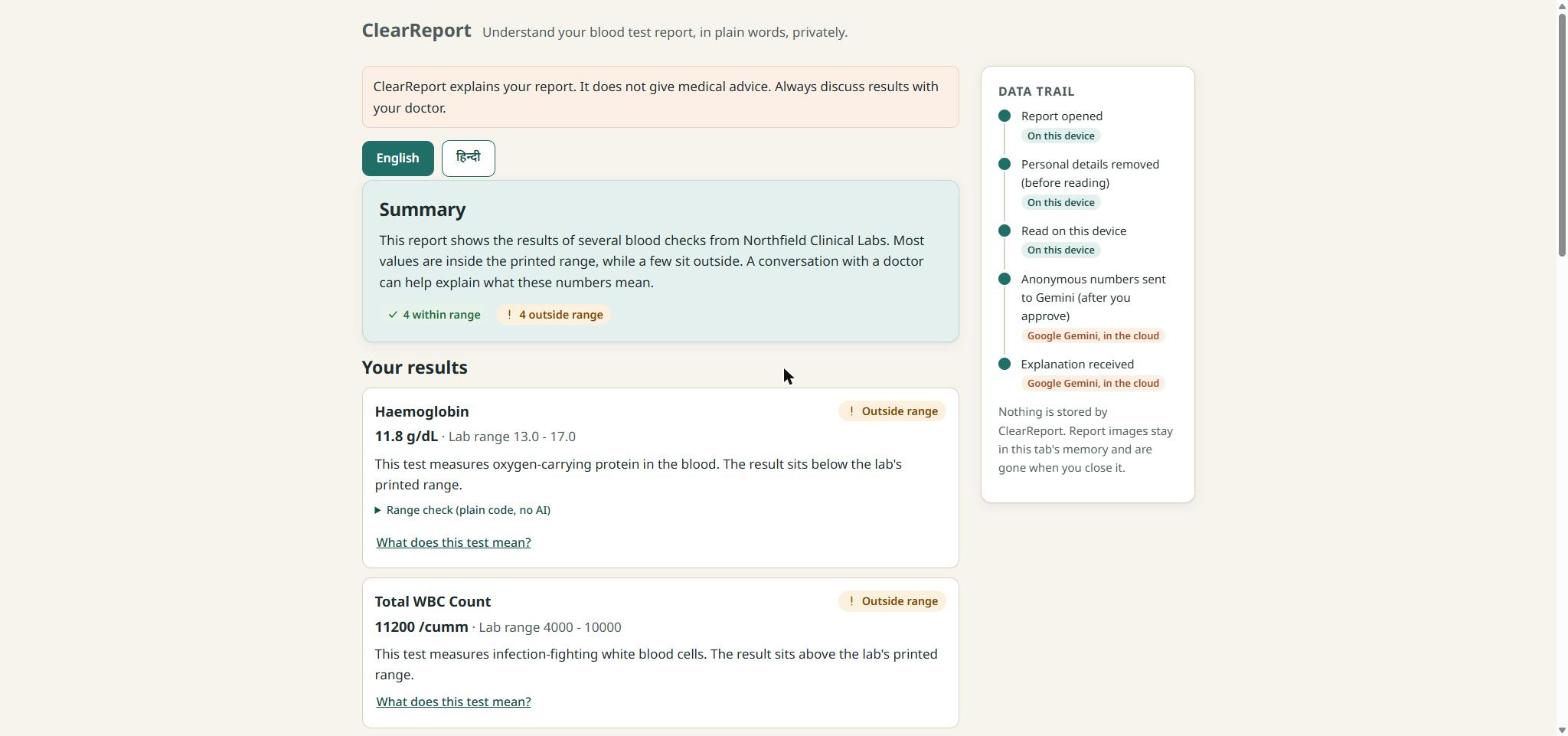 ClearReport Understand your blood test report, in plain words, privately.
ClearReport explains your report. It does not give medical advice. Always discuss results with
your doctor.
English हिन्दी
Summary
This report shows the results of several blood checks from Northfield Clinical Labs. Most
values are inside the printed range, while a few sit outside. A conversation with a doctor
can help explain what these numbers mean.
✓ 4 within range ! 4 outside range
Your results
Haemoglobin ! Outside range
11.8 g/dL · Lab range 13.0 - 17.0
This test measures oxygen-carrying protein in the blood. The result sits below the lab's
printed range.
▶ Range check (plain code, no AI)
What does this test mean?
Total WBC Count ! Outside range
11200 /cumm · Lab range 4000 - 10000
This test measures infection-fighting white blood cells. The result sits above the lab's printed
range.
What does this test mean?
DATA TRAIL
Report opened
On this device
Personal details removed
(before reading)
On this device
Read on this device
On this device
Anonymous numbers sent
to Gemini (after you
approve)
Google Gemini, in the cloud
Explanation received
Google Gemini, in the cloud
Nothing is stored by
ClearReport. Report images stay
in this tab's memory and are
gone when you close it.